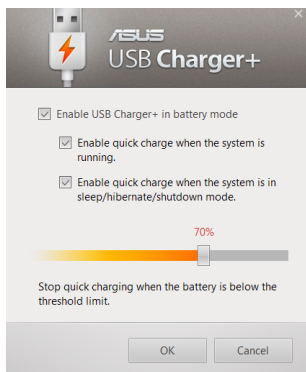 ASUS
USB Charger+
Enable USB Charger+ in battery mode
Enable quick charge when the system is
running.
Enable quick charge when the system is in
sleep/hibernate/shutdown mode.
70%
Stop quick charging when the battery is below the
threshold limit.
OK
Cancel